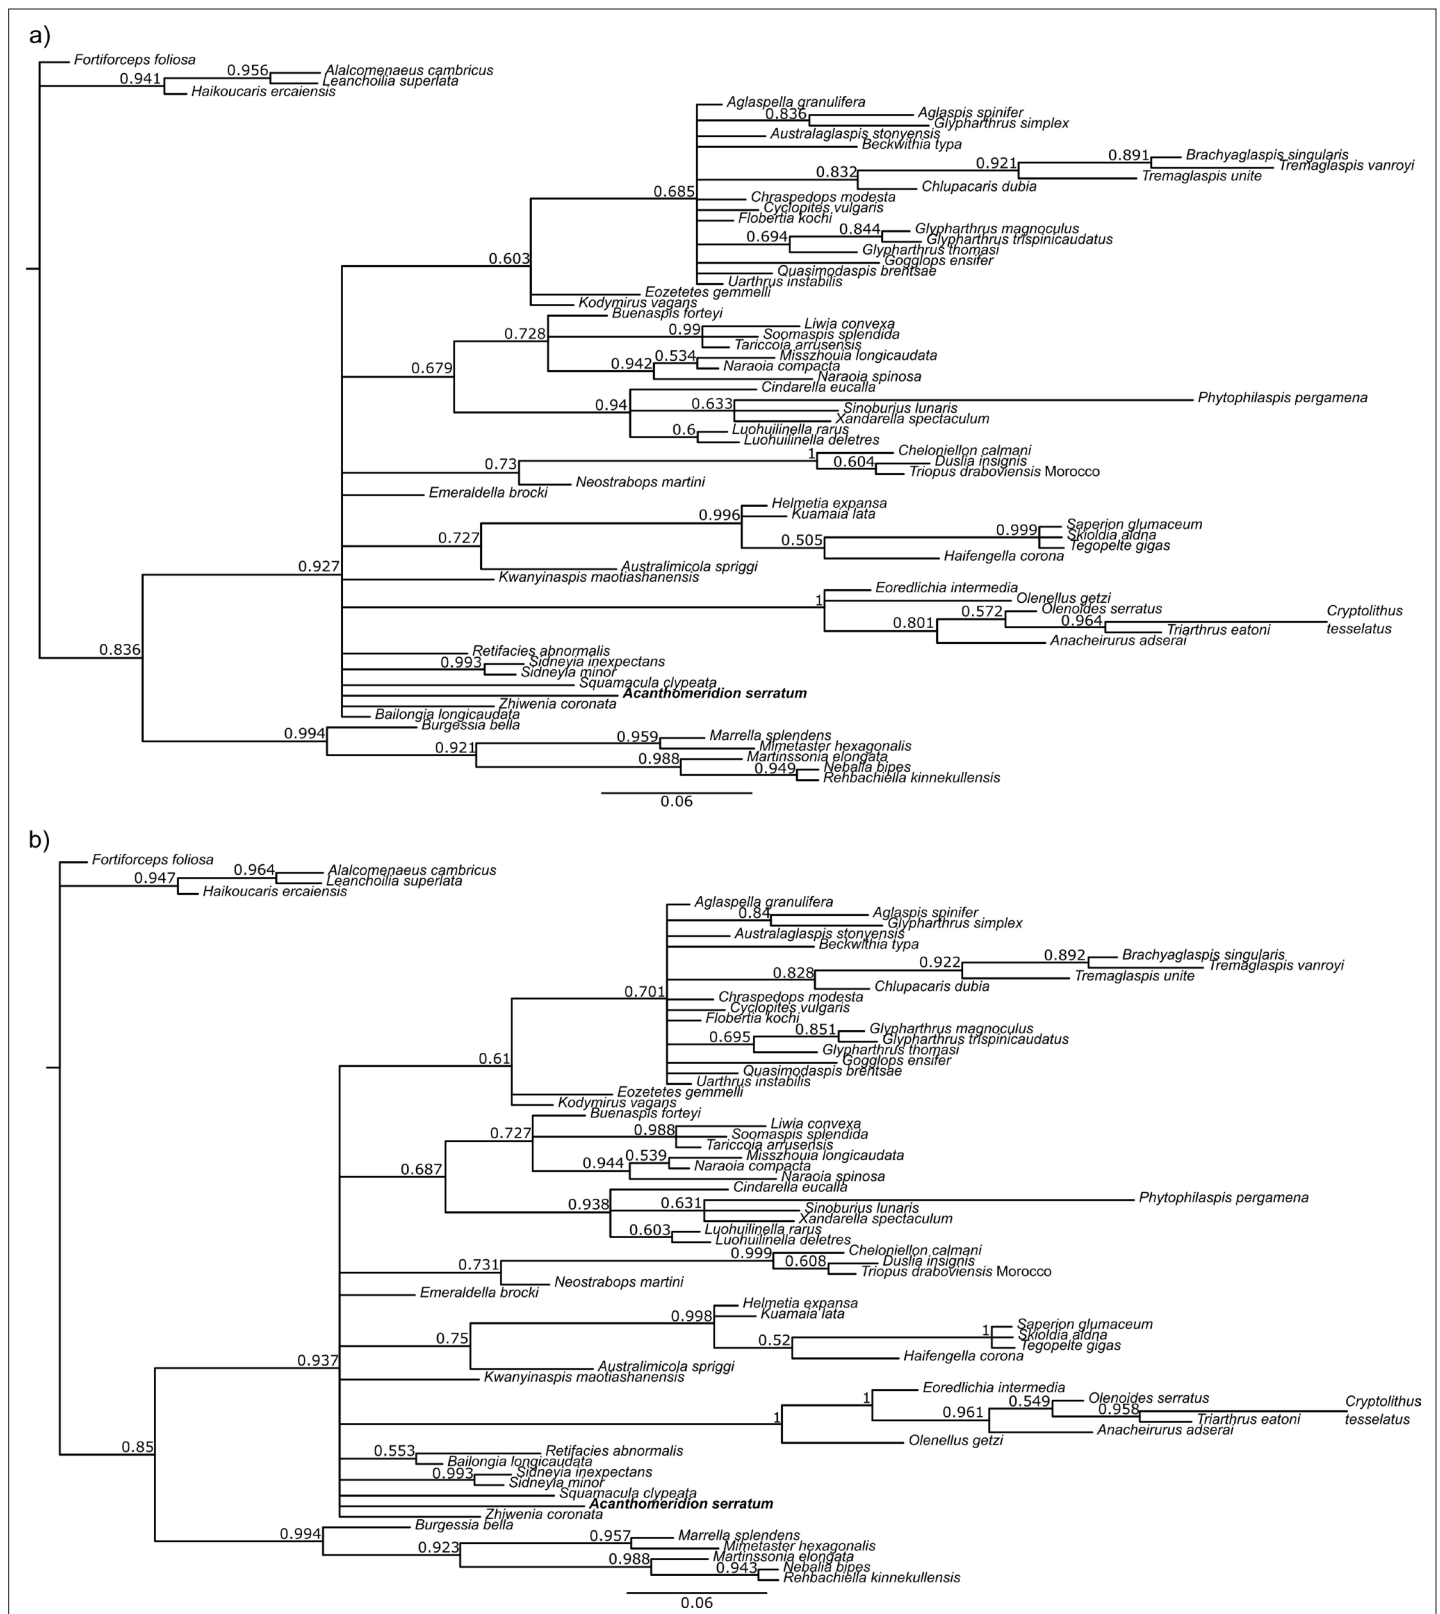 a)
Fortiforceps foliosa
0.956 Alalcomenaeus cambricus
0.941 Leanchoilia superlata
Haikoucaris ercaiensis
Aglaspella granulifera
0.836 Aglaspis spinifer
Glypharthrus simplex
Australaglaspis stonyensis
Beckwithia typa
0.891 Brachyaglaspis singularis
0.921 Tremaglaspis vanroyi
0.832 Tremaglaspis unite
Chlupacaris dubia
0.685 Chraspedops modesta
Cyclopites vulgaris
Flobertia kochi
0.844 Glypharthrus magnoculus
0.694 Glypharthrus trispinicaudatus
Glypharthrus thomasi
0.603 Gogglops ensifer
Quasimodaspis brentsae
Uarthrus instabilis
Eozetetes gemmelli
Kodymirus vagans
Buenaspis forteyi
0.99 Liwia convexa
0.728 Soomaspis splendida
Tariccoia arrusensis
0.534 Misszhouia longicaudata
0.679 0.942 Naraoia compacta
Naraoia spinosa
Cindarella eucalla
Phytophilaspis pergamena
0.94 0.633 Sinoburius lunaris
Xandarella spectaculum
0.6 Luohuilinella rarus
Luohuilinella deletres
1 Cheloniellon calmani
0.73 0.604 Duslia insignis
Triopus draboviensis Morocco
Neostrabops martini
Emeraldella brocki
Helmetia expansa
0.996 Kuamaia lata
0.999 Saperion glumaceum
0.505 Skioldia aldna
0.727 Tegopelte gigas
Haifengella corona
0.927 Australimicola spriggi
Kwanyinaspis maotiashanensis
Eoredlichia intermedia
1 Olenellus getzi
0.572 Olenoides serratus Cryptolithus
0.801 0.964 Triarthrus eatoni tesselatus
Anacheirurus adserai
0.836 Retifacies abnormalis
0.993 Sidneyia inexpectans
Sidneyia minor
Squamacula clypeata
Acanthomeridion serratum
Zhiwenia coronata
Bailongia longicaudata
Burgessia bella
0.994 0.959 Marrella splendens
0.921 Mimetaster hexagonalis
0.988 Martinssonia elongata
0.949 Nebalia bipes
Rehbachiella kinnekullensis
0.06
b)
Fortiforceps foliosa
0.964 Alalcomenaeus cambricus
0.947 Leanchoilia superlata
Haikoucaris ercaiensis
Aglaspella granulifera
0.84 Aglaspis spinifer
Glypharthrus simplex
Australaglaspis stonyensis
Beckwithia typa
0.892 Brachyaglaspis singularis
0.922 Tremaglaspis vanroyi
0.828 Tremaglaspis unite
Chlupacaris dubia
0.701 Chraspedops modesta
Cyclopites vulgaris
Flobertia kochi
0.851 Glypharthrus magnoculus
0.695 Glypharthrus trispinicaudatus
Glypharthrus thomasi
0.61 Gogglops ensifer
Quasimodaspis brentsae
Uarthrus instabilis
Eozetetes gemmelli
Kodymirus vagans
Buenaspis forteyi
0.988 Liwia convexa
0.727 Soomaspis splendida
Tariccoia arrusensis
0.539 Misszhouia longicaudata
0.687 0.944 Naraoia compacta
Naraoia spinosa
Cindarella eucalla
Phytophilaspis pergamena
0.938 0.631 Sinoburius lunaris
Xandarella spectaculum
0.603 Luohuilinella rarus
Luohuilinella deletres
0.999 Cheloniellon calmani
0.731 0.608 Duslia insignis
Triopus draboviensis Morocco
Neostrabops martini
Emeraldella brocki
Helmetia expansa
0.998 Kuamaia lata
1 Saperion glumaceum
0.75 0.52 Skioldia aldna
Tegopelte gigas
Haifengella corona
0.937 Australimicola spriggi
Kwanyinaspis maotiashanensis
1 Eoredlichia intermedia
0.549 Olenoides serratus Cryptolithus
1 0.961 0.958 Triarthrus eatoni tesselatus
Anacheirurus adserai
Olenellus getzi
0.85 0.553 Retifacies abnormalis
Bailongia longicaudata
0.993 Sidneyia inexpectans
Sidneyia minor
Squamacula clypeata
Acanthomeridion serratum
Zhiwenia coronata
Burgessia bella
0.994 0.957 Marrella splendens
0.923 Mimetaster hexagonalis
0.988 Martinssonia elongata
0.943 Nebalia bipes
Rehbachiella kinnekullensis
0.06